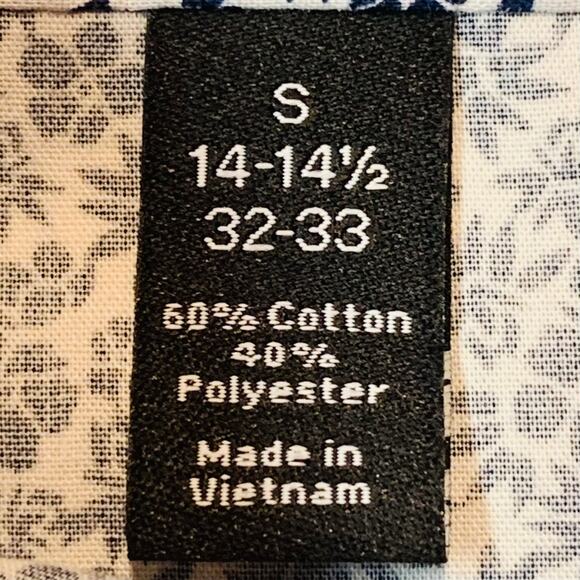 S
14-14½
32-33
60% Cotton
40%
Polyester
Made in
Vietnam